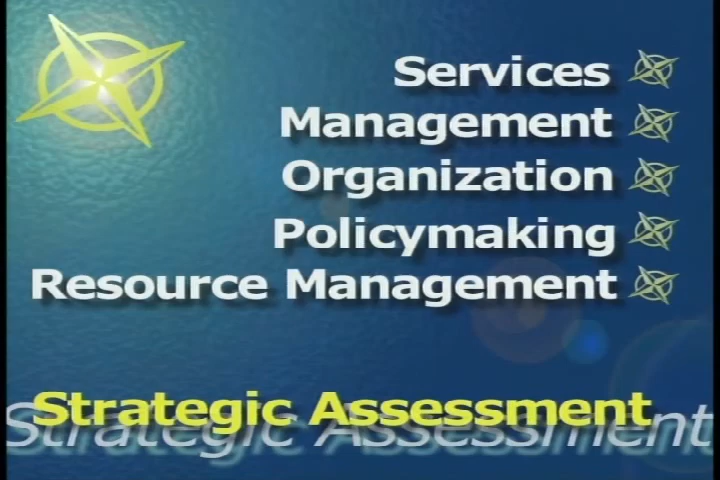 Services
Management
Organization
Policymaking
Resource Management
Strategic Assessment
Strategic Assessment